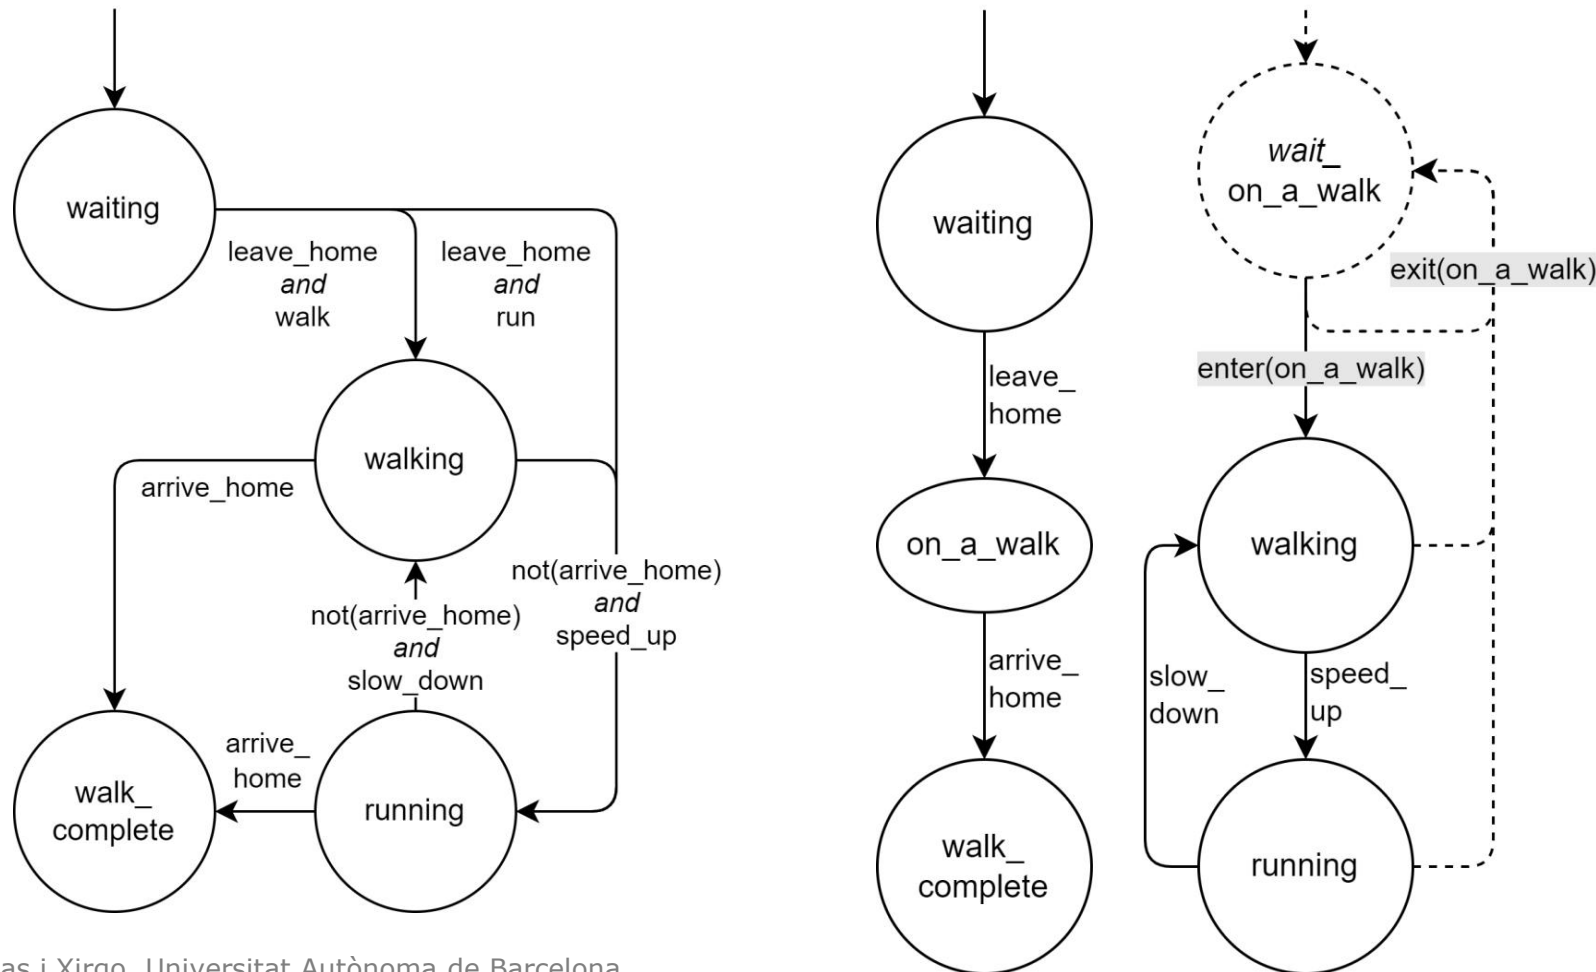 waiting
leave_home
and
walk
leave_home
and
run
walking
arrive_home
not(arrive_home)
and
speed_up
not(arrive_home)
and
slow_down
arrive_
home
walk_
complete
running
waiting
leave_
home
on_a_walk
arrive_
home
walk_
complete
wait_
on_a_walk
exit(on_a_walk)
enter(on_a_walk)
walking
slow_
down
speed_
up
running
i Xirgo, Universitat Autònoma de Barcelona